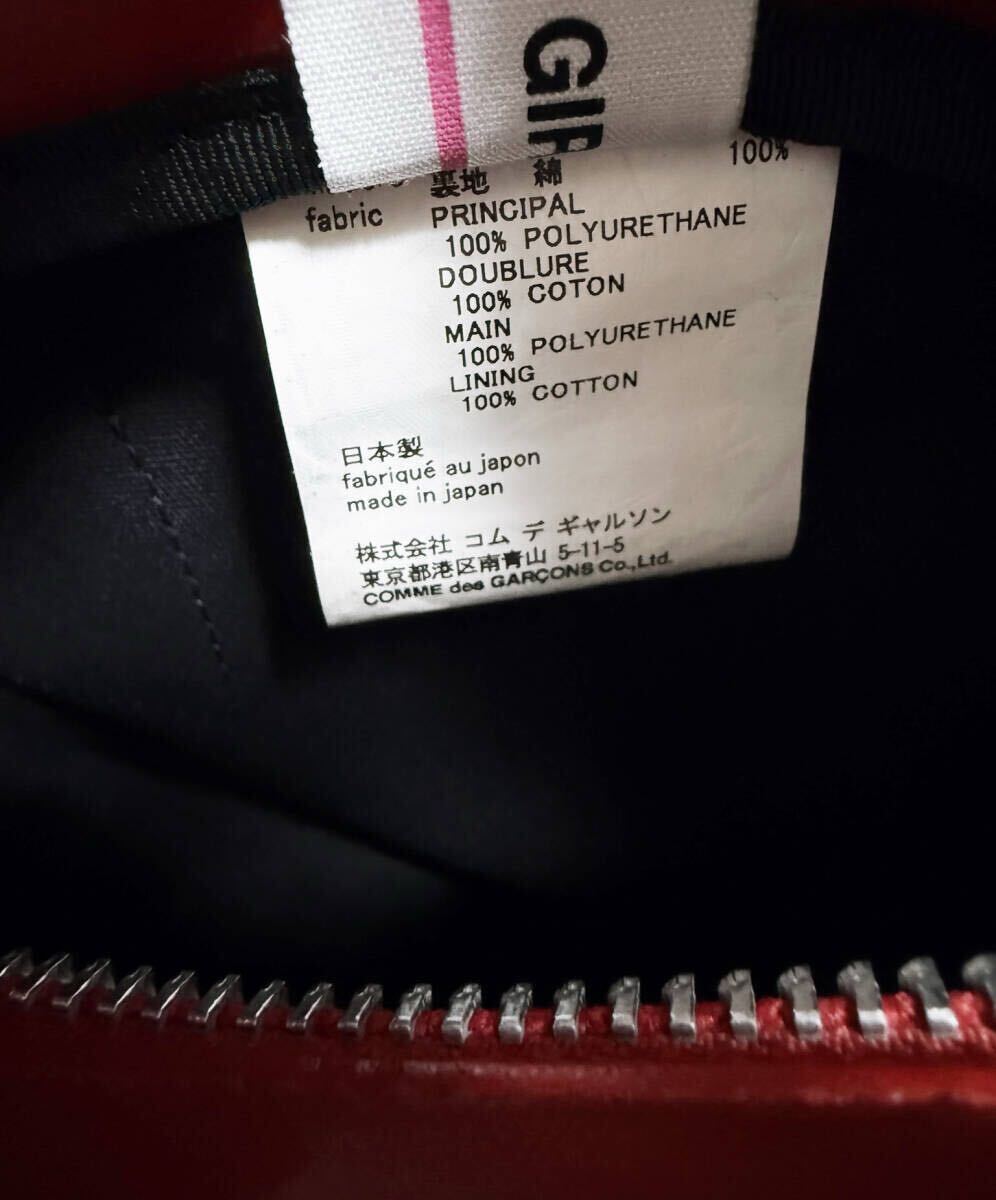 GIR
裏地 綿 100%
fabric PRINCIPAL
100% POLYURETHANE
DOUBLURE
100% COTON
MAIN
100% POLYURETHANE
LINING
100% COTTON
日本製
fabriqué au japon
made in japan
株式会社 コム デ ギャルソン
東京都港区南青山 5-11-5
COMME des GARÇONS Co.,Ltd.